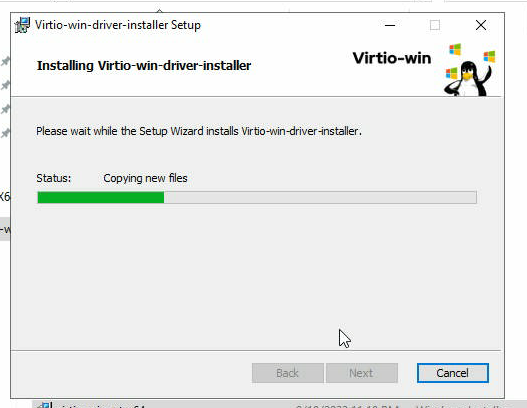 Virtio-win-driver-installer Setup
Installing Virtio-win-driver-installer
Virtio-win
Please wait while the Setup Wizard installs Virtio-win-driver-installer.
Status: Copying new files
X6
-w
Back Next Cancel